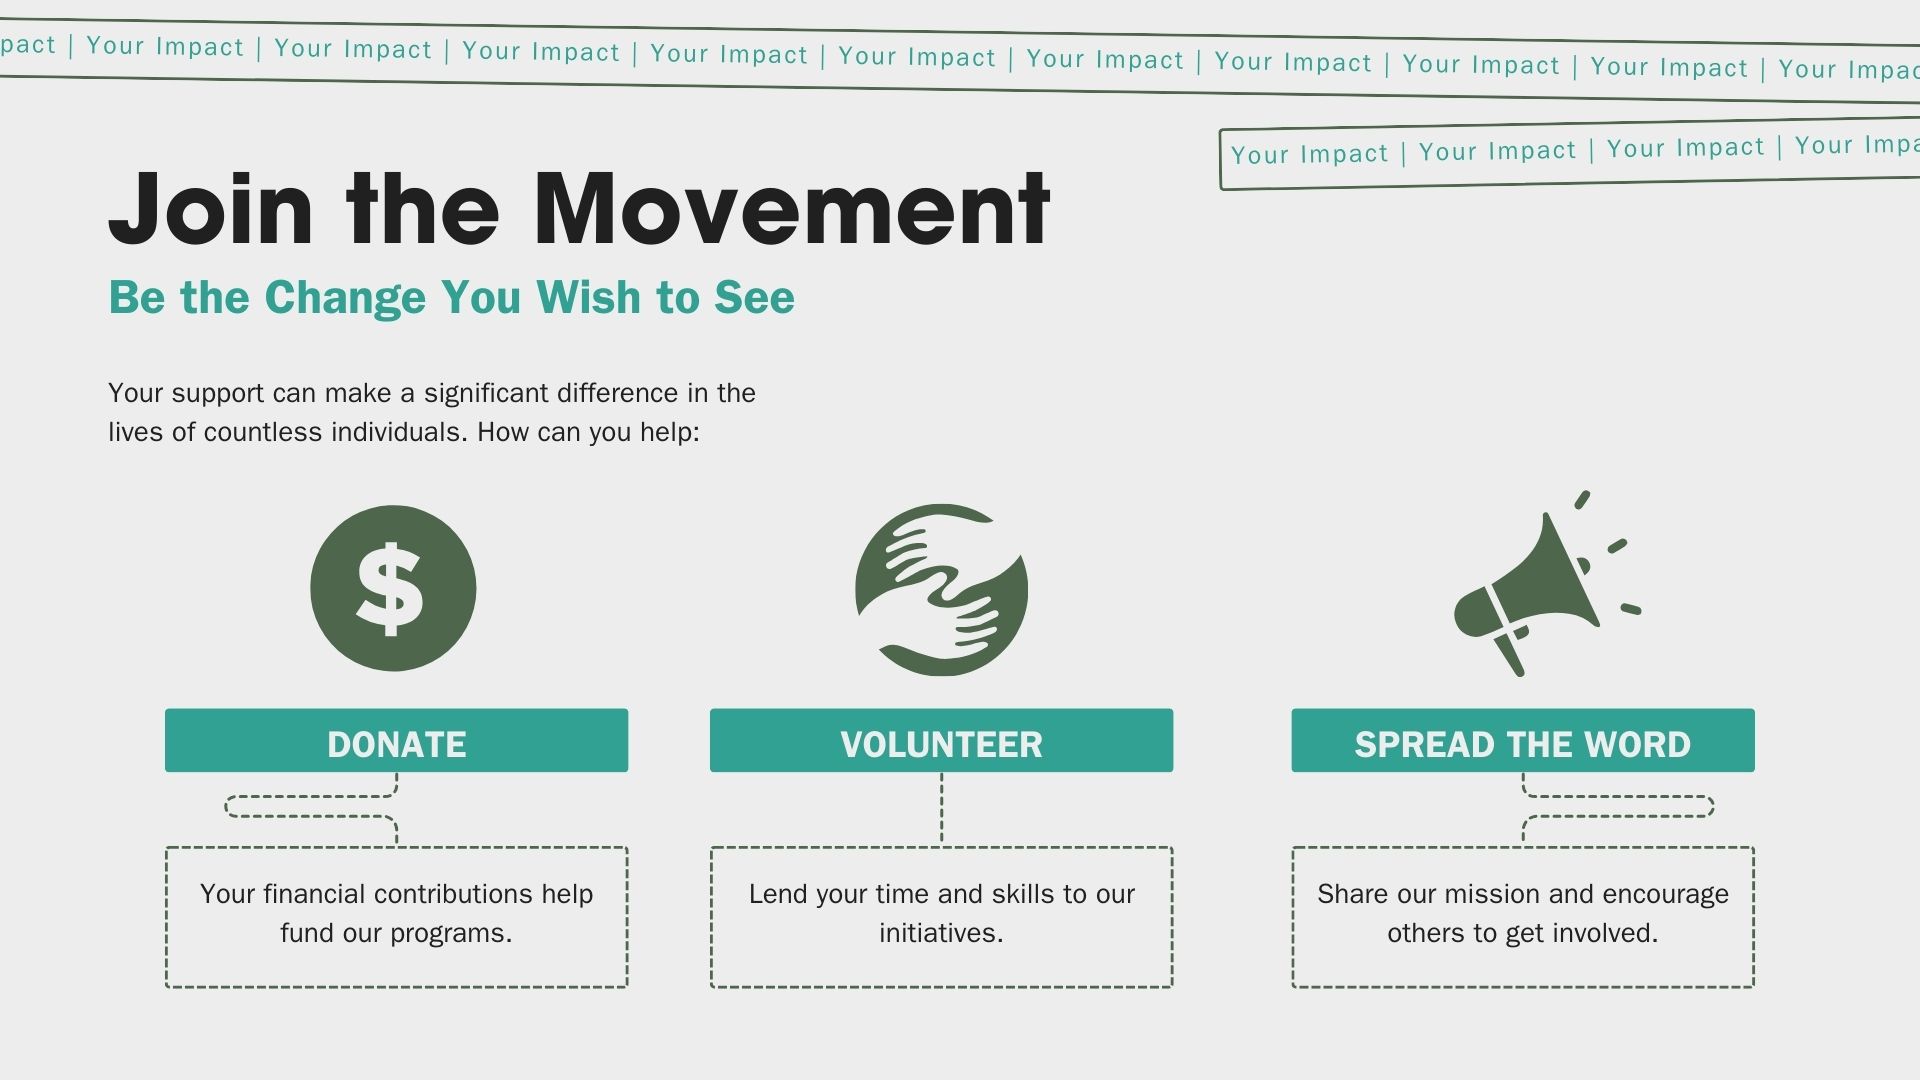 pact | Your Impact | Your Impact | Your Impact | Your Impact | Your Impact | Your Impact | Your Impact | Your Impact | Your Impact | Your Impac
Your Impact | Your Impact | Your Impact | Your Impa
Join the Movement
Be the Change You Wish to See
Your support can make a significant difference in the
lives of countless individuals. How can you help:
$
DONATE
VOLUNTEER
SPREAD THE WORD
Your financial contributions help
fund our programs.
Lend your time and skills to our
initiatives.
Share our mission and encourage
others to get involved.